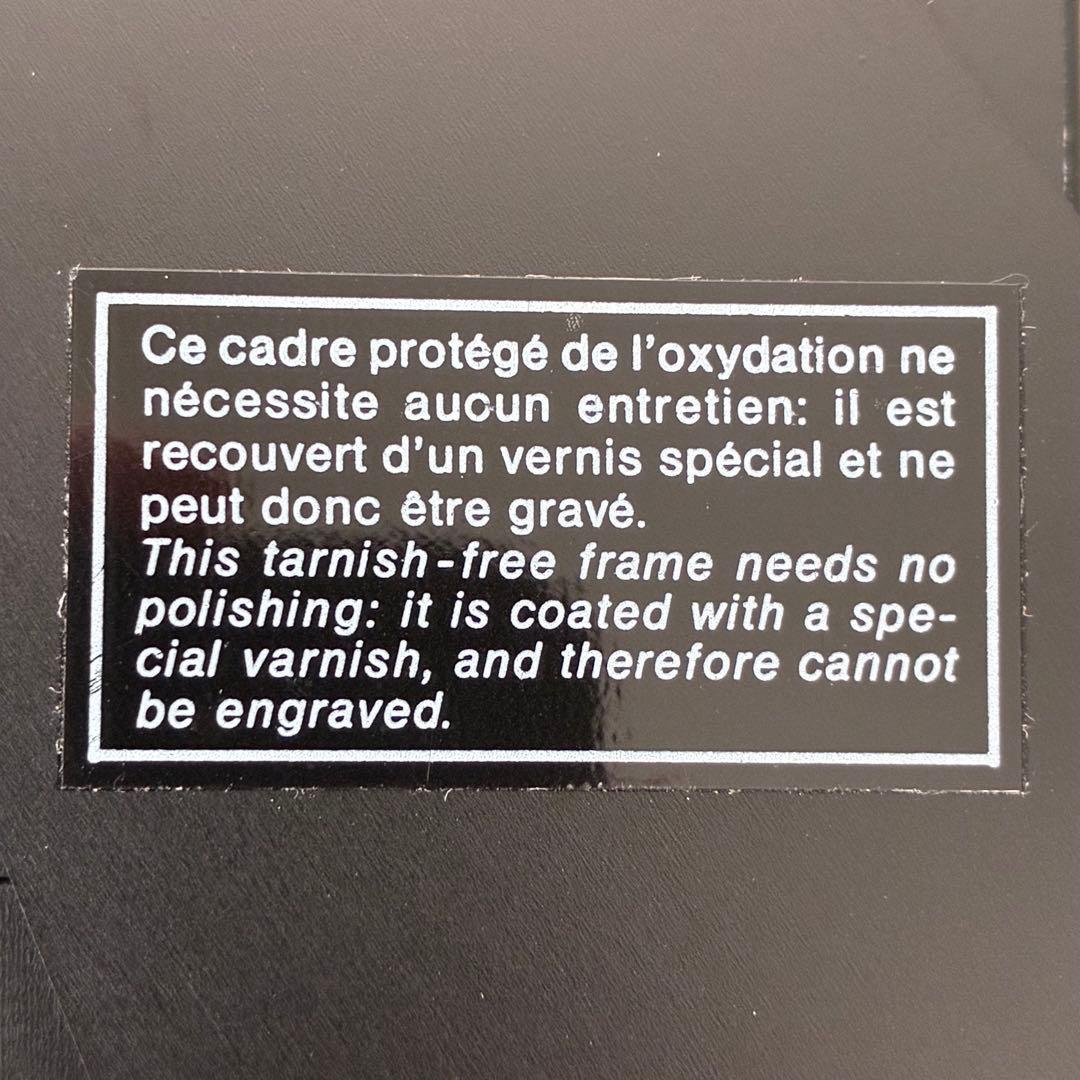 Ce cadre protégé de l'oxydation ne
nécessite aucun entretien: il est
recouvert d'un vernis spécial et ne
peut donc être gravé.
This tarnish-free frame needs no
polishing: it is coated with a spe-
cial varnish, and therefore cannot
be engraved.